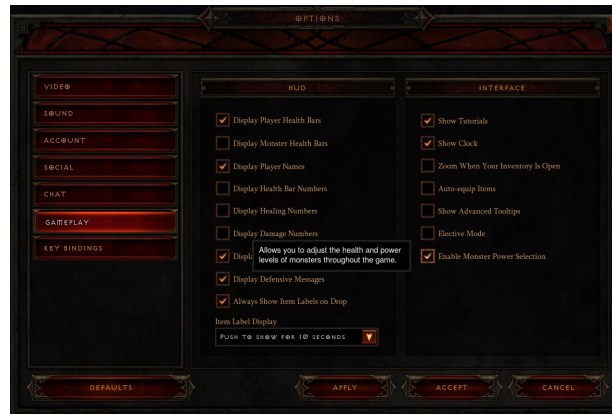 OPTIONS
VIDEO
SOUND
ACCOUNT
SOCIAL
CHAT
GAMEPLAY
KEY BINDINGS
HUD
Display Player Health Bars
Display Monster Health Bars
Display Player Names
Display Health Bar Numbers
Display Healing Numbers
Display Damage Numbers
Displa
Allows you to adjust the health and power
levels of monsters throughout the game.
Display Defensive Messages
Always Show Item Labels on Drop
Item Label Display
PUSH TO SHOW FOR 10 SECONDS
INTERFACE
Show Tutorials
Show Clock
Zoom When Your Inventory Is Open
Auto-equip Items
Show Advanced Tooltips
Elective Mode
Enable Monster Power Selection
DEFAULTS
APPLY
ACCEPT
CANCEL